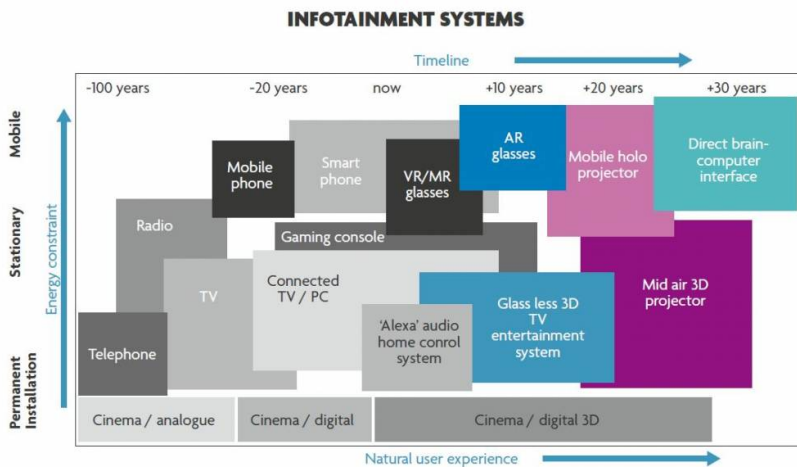 INFOTAINMENT SYSTEMS
Timeline
-100 years
-20 years
now
+10 years
+20 years
+30 years
Mobile
Stationary
Permanent
Installation
Energy constraint
Mobile
phone
Smart
phone
VR/MR
glasses
AR
glasses
Mobile holo
projector
Direct brain-
computer
interface
Radio
Gaming console
TV
Connected
TV / PC
Glass less 3D
TV
entertainment
system
Mid air 3D
projector
'Alexa' audio
home conrol
system
Telephone
Cinema / analogue
Cinema / digital
Cinema / digital 3D
Natural user experience